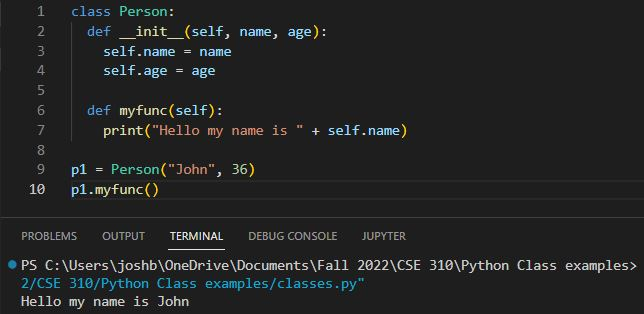 1 class Person:
2   def __init__(self, name, age):
3     self.name = name
4     self.age = age
5
6   def myfunc(self):
7     print("Hello my name is " + self.name)
8
9 p1 = Person("John", 36)
10 p1.myfunc()
PROBLEMS OUTPUT TERMINAL DEBUG CONSOLE JUPYTER
PS C:\Users\joshb\OneDrive\Documents\Fall 2022\CSE 310\Python Class examples>
2/CSE 310/Python Class examples/classes.py"
Hello my name is John